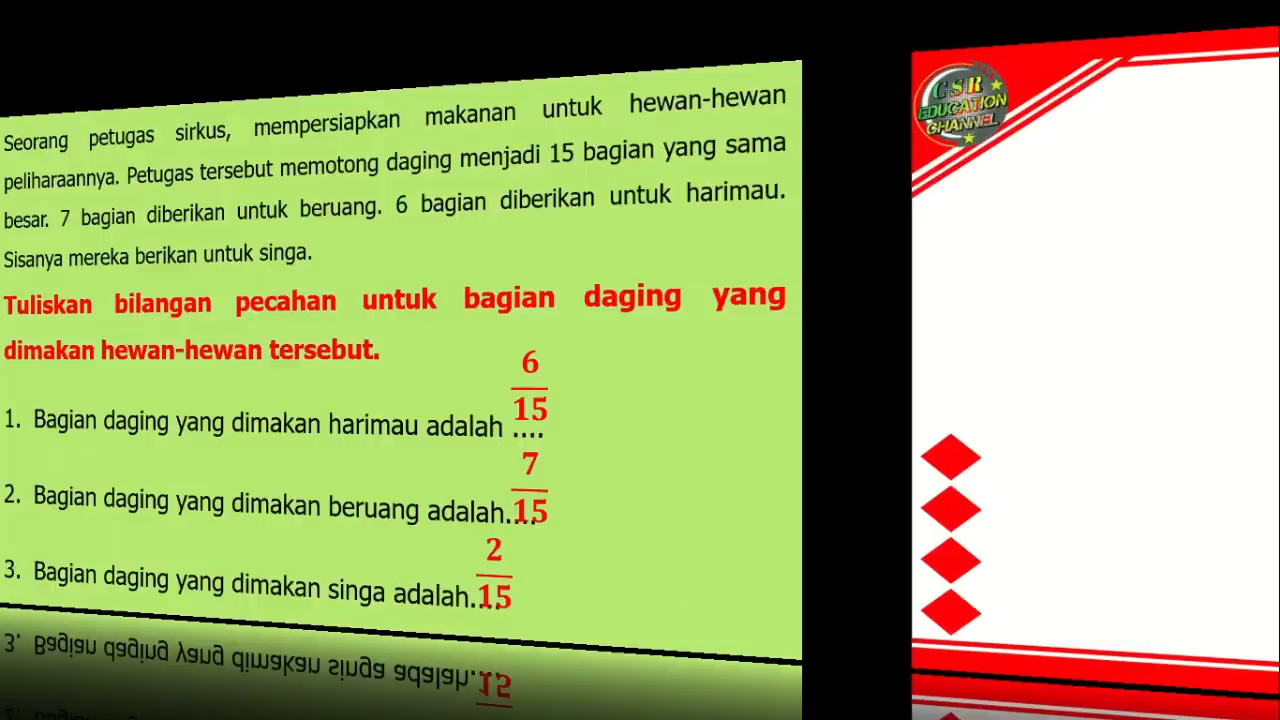 Seorang petugas sirkus, mempersiapkan makanan untuk hewan-hewan
peliharaannya. Petugas tersebut memotong daging menjadi 15 bagian yang sama
besar. 7 bagian diberikan untuk beruang. 6 bagian diberikan untuk harimau.
Sisanya mereka berikan untuk singa.
Tuliskan bilangan pecahan untuk bagian daging yang
dimakan hewan-hewan tersebut.
1. Bagian daging yang dimakan harimau adalah ....
6
15
2. Bagian daging yang dimakan beruang adalah....
7
15
3. Bagian daging yang dimakan singa adalah....
2
15
CSR
EDUCATION
CHANNEL